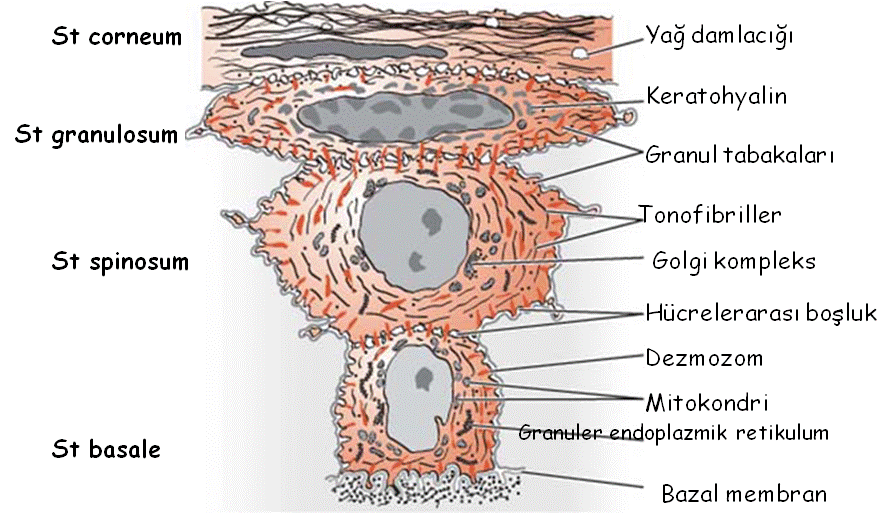 St corneum
Yağ damlacığı
Keratohyalin
St granulosum
Granul tabakaları
Tonofibriller
St spinosum
Golgi kompleks
Hücrelerarası boşluk
Dezmozom
Mitokondri
Granuler endoplazmik retikulum
St basale
Bazal membran